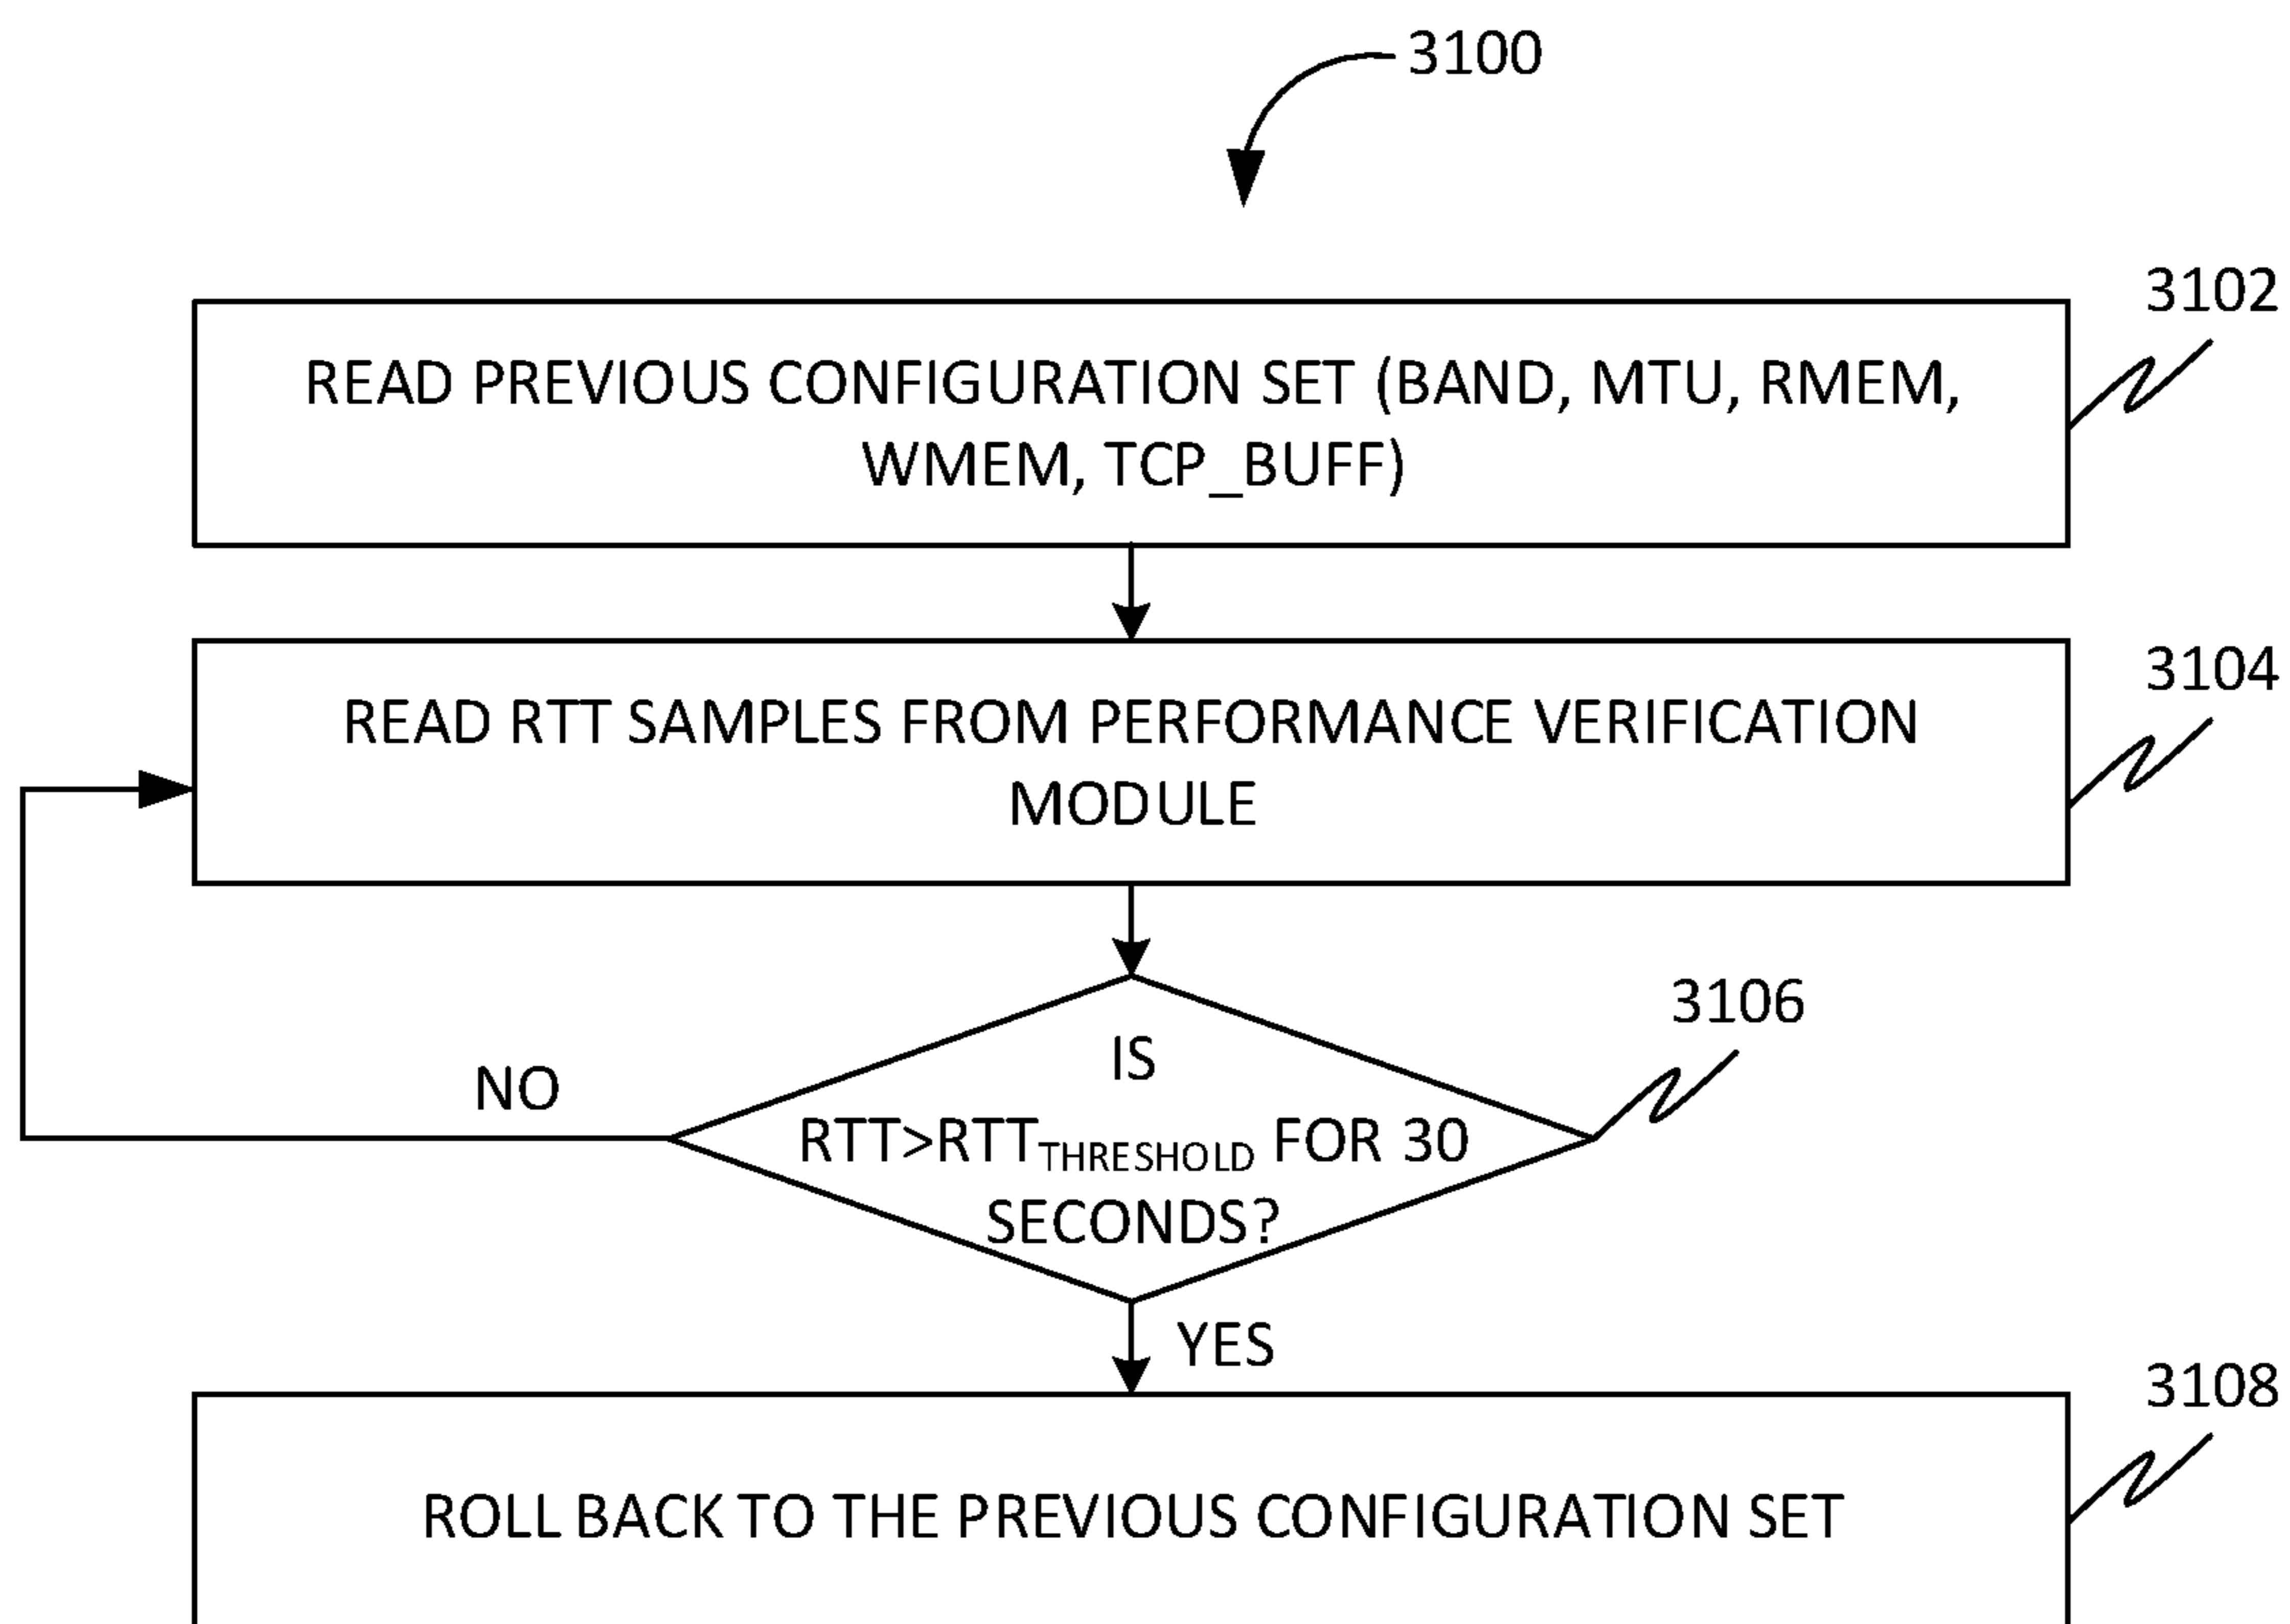 3100
3102
READ PREVIOUS CONFIGURATION SET (BAND, MTU, RMEM,
WMEM, TCP_BUFF)
3104
READ RTT SAMPLES FROM PERFORMANCE VERIFICATION
MODULE
3106
IS
RTT>RTTTHRESHOLD FOR 30
SECONDS?
NO
YES
3108
ROLL BACK TO THE PREVIOUS CONFIGURATION SET